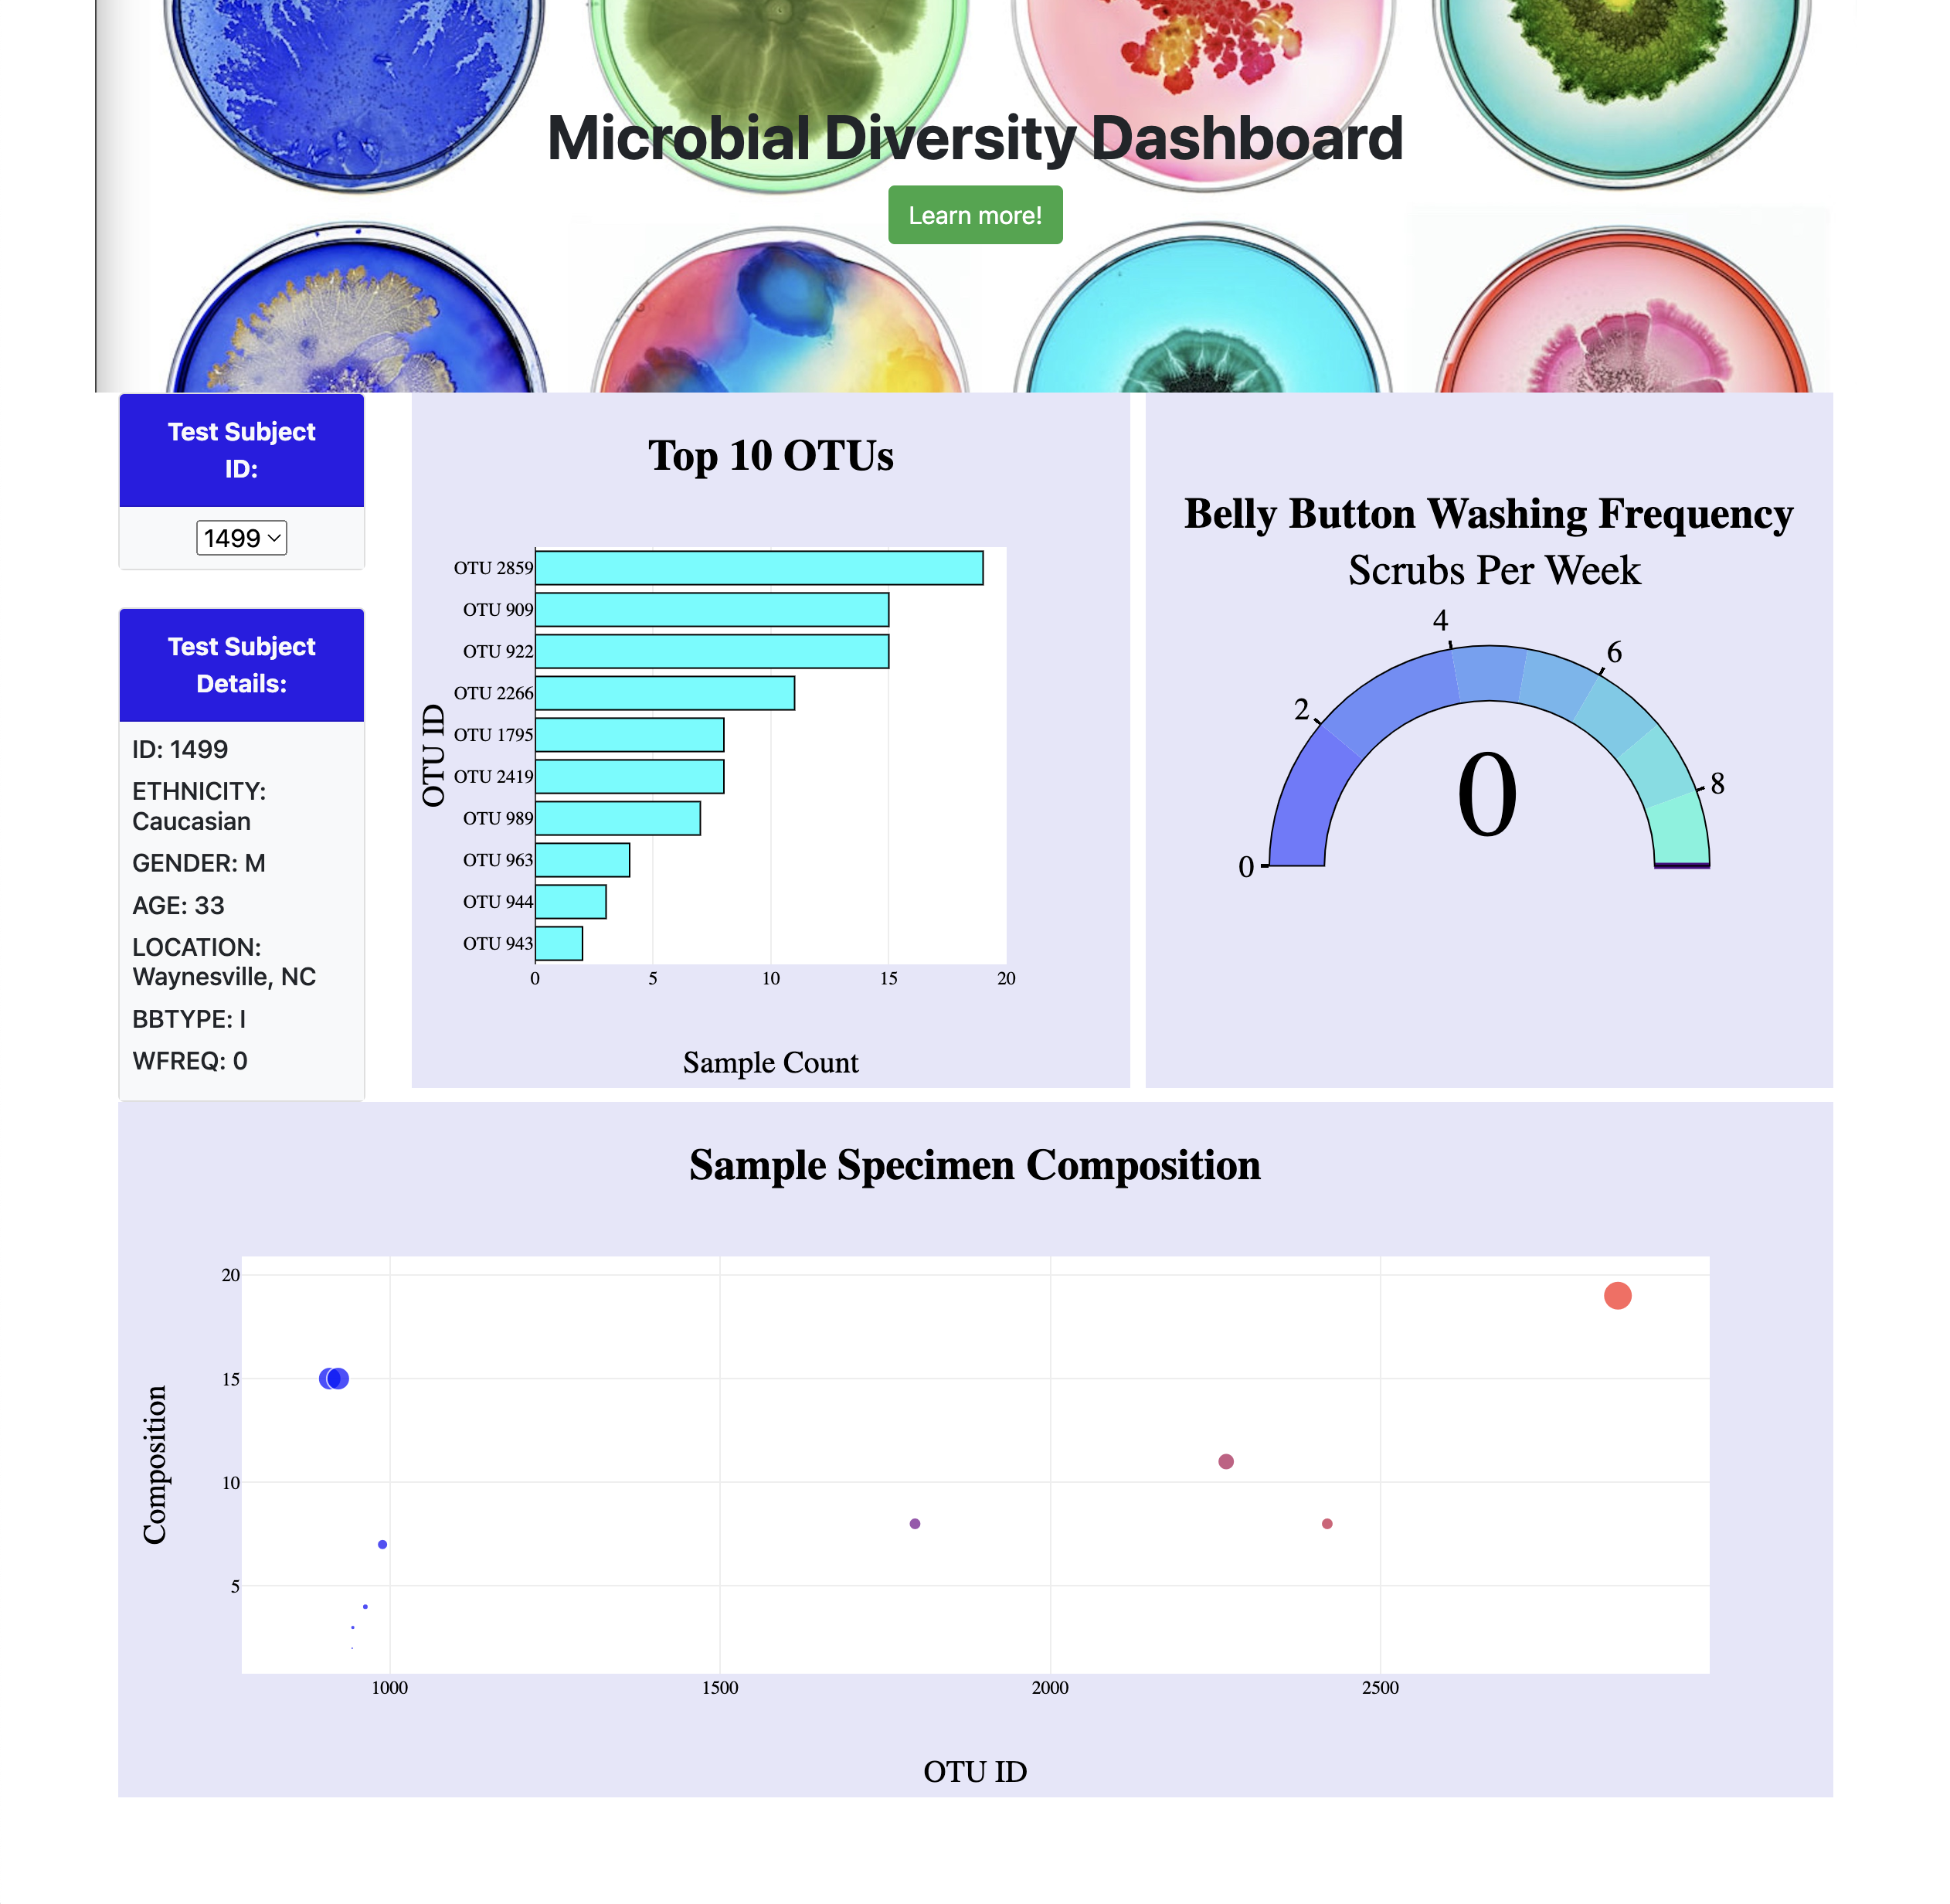 Microbial Diversity Dashboard
Learn more!
Test Subject
ID:
1499
Test Subject
Details:
ID: 1499
ETHNICITY:
Caucasian
GENDER: M
AGE: 33
LOCATION:
Waynesville, NC
BBTYPE: I
WFREQ: 0
Top 10 OTUs
OTU ID
OTU 2859
OTU 909
OTU 922
OTU 2266
OTU 1795
OTU 2419
OTU 989
OTU 963
OTU 944
OTU 943
0 5 10 15 20
Sample Count
Belly Button Washing Frequency
Scrubs Per Week
0
2
4
6
8
0
Sample Specimen Composition
Composition
20
15
10
5
1000 1500 2000 2500
OTU ID